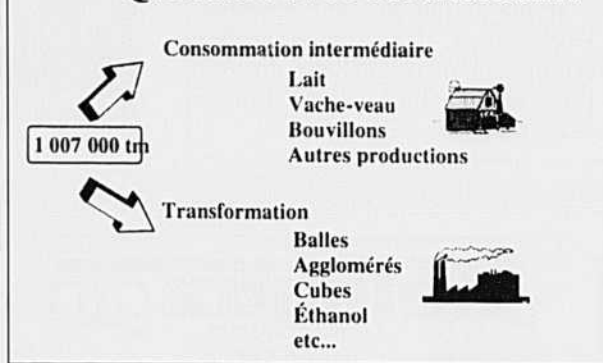 Consommation intermédiaire
Lait
Vache-veau
Bouvillons
Autres productions
1 007 000 tm
Transformation
Balles
Agglomérés
Cubes
Éthanol
etc...